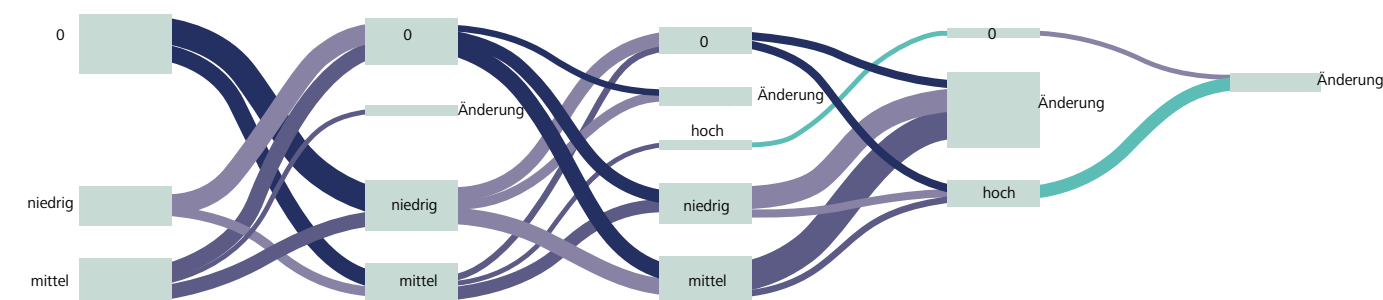 0
niedrig
mittel
0
Änderung
niedrig
mittel
0
Änderung
hoch
niedrig
mittel
0
Änderung
hoch
Änderung